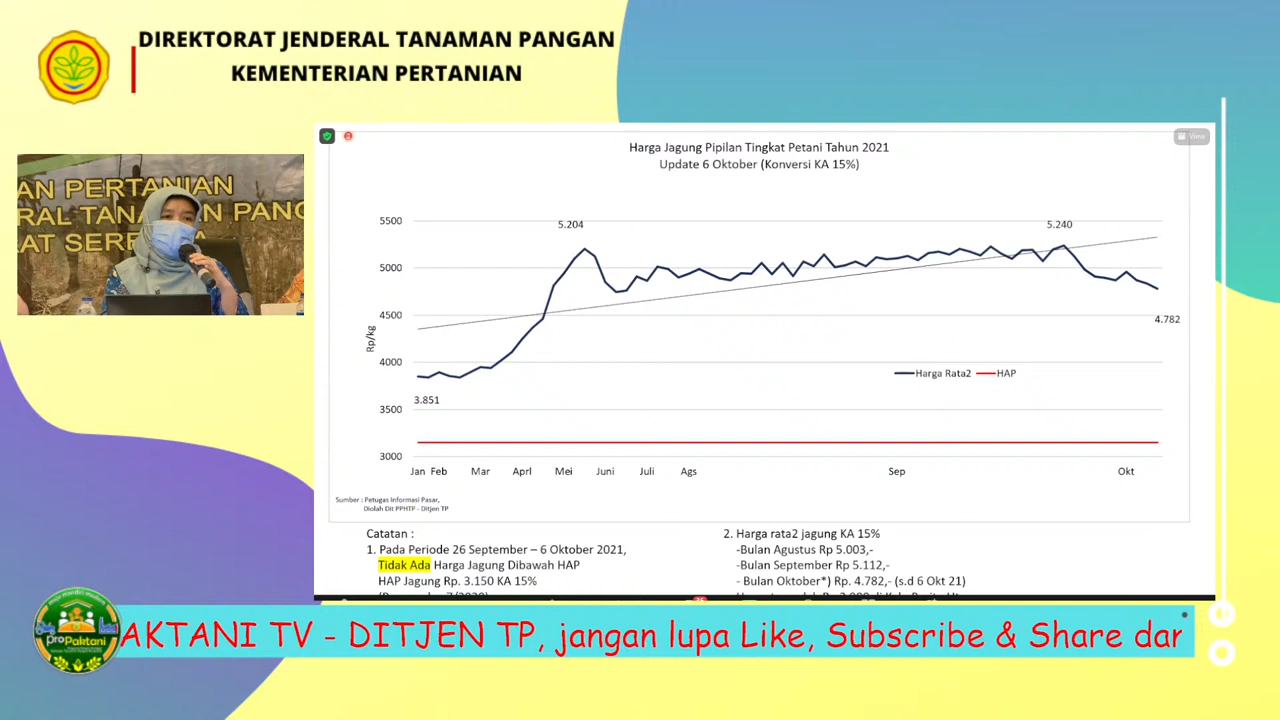 DIREKTORAT JENDERAL TANAMAN PANGAN
KEMENTERIAN PERTANIAN
AN PERTANIAN
RAL TANAMAN PANG
AT SEREALIA
View
Harga Jagung Pipilan Tingkat Petani Tahun 2021
Update 6 Oktober (Konversi KA 15%)
5500
5000
4500
4000
3500
3000
Rp/kg
5.204
5.240
4.782
3.851
Harga Rata2
HAP
Jan Feb Mar Aprl Mei Juni Juli Ags Sep Okt
Sumber : Petugas Informasi Pasar,
Diolah Dit PPHTP - Ditjen TP
Catatan :
1. Pada Periode 26 September – 6 Oktober 2021,
Tidak Ada Harga Jagung Dibawah HAP
HAP Jagung Rp. 3.150 KA 15%
2. Harga rata2 jagung KA 15%
-Bulan Agustus Rp 5.003,-
-Bulan September Rp 5.112,-
- Bulan Oktober*) Rp. 4.782,- (s.d 6 Okt 21)
proPaktani
AKTANI TV - DITJEN TP, jangan lupa Like, Subscribe & Share dar